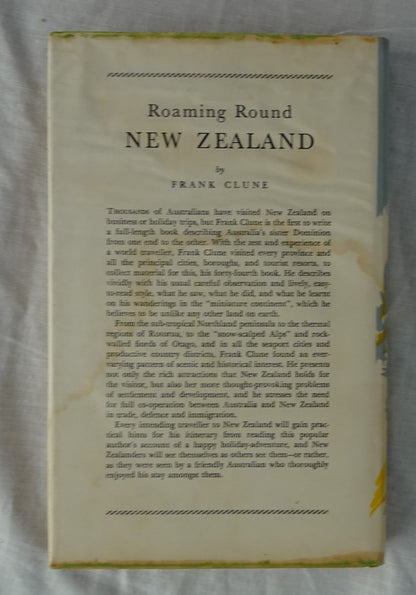 Roaming Round
NEW ZEALAND
by
FRANK CLUNE
THOUSANDS of Australians have visited New Zealand on
business or holiday trips, but Frank Clune is the first to write
a full-length book describing Australia's sister Dominion
from one end to the other. With the zest and experience of
a world traveller, Frank Clune visited every province and
all the principal cities, boroughs, and tourist resorts, to
collect material for this, his forty-fourth book. He describes
vividly with his usual careful observation and lively, easy-
to-read style, what he saw, what he did, and what he learnt
on his wanderings in the "miniature continent", which he
believes to be unlike any other land on earth.
From the sub-tropical Northland peninsula to the thermal
regions of Rotorua, to the "snow-scalped Alps" and rock-
walled fiords of Otago, and in all the seaport cities and
productive country districts, Frank Clune found an ever-
varying pattern of scenic and historical interest. He presents
not only the rich attractions that New Zealand holds for
the visitor, but also her more thought-provoking problems
of settlement and development, and he stresses the need
for full co-operation between Australia and New Zealand
in trade, defence and immigration.
Every intending traveller to New Zealand will gain prac-
tical hints for his itinerary from reading this popular
author's account of a happy holiday-adventure, and New
Zealanders will see themselves as others see them—or rather,
as they were seen by a friendly Australian who thoroughly
enjoyed his stay amongst them.